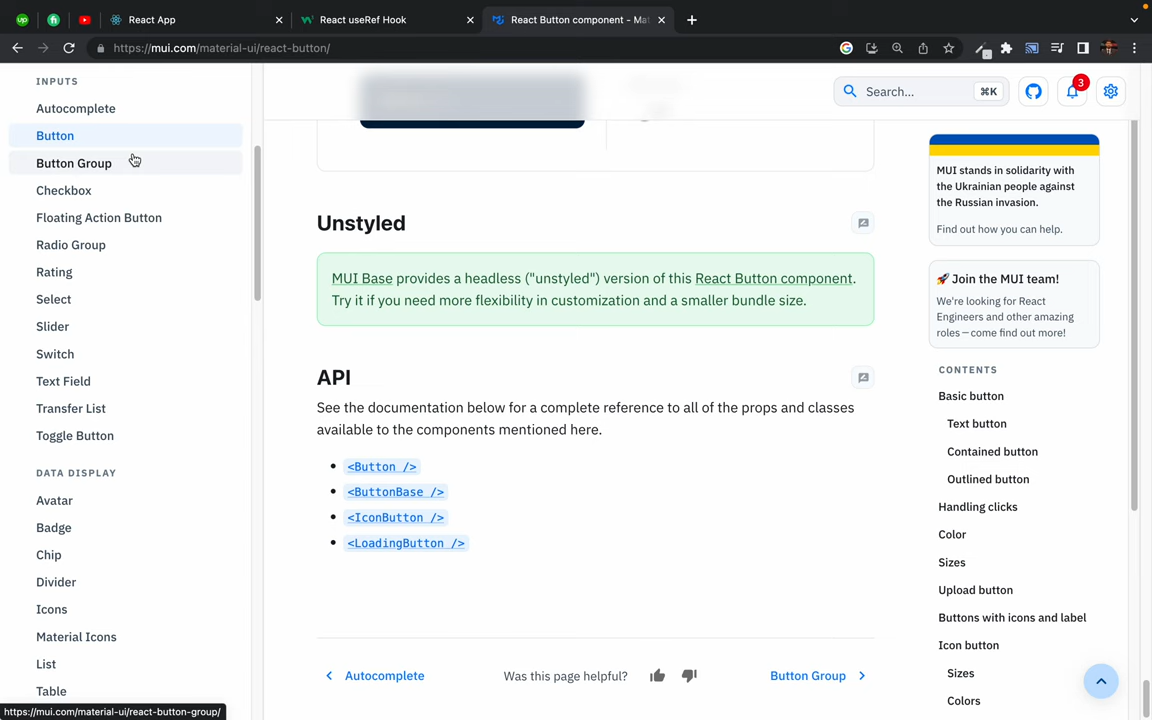 React App
React useRef Hook
React Button component - Mat
https://mui.com/material-ui/react-button/
INPUTS
Autocomplete
Button
Button Group
Checkbox
Floating Action Button
Radio Group
Rating
Select
Slider
Switch
Text Field
Transfer List
Toggle Button
DATA DISPLAY
Avatar
Badge
Chip
Divider
Icons
Material Icons
List
Table
https://mui.com/material-ui/react-button-group/
Search...
⌘K
3
Unstyled
MUI Base provides a headless ("unstyled") version of this React Button component.
Try it if you need more flexibility in customization and a smaller bundle size.
API
See the documentation below for a complete reference to all of the props and classes
available to the components mentioned here.
<Button />
<ButtonBase />
<IconButton />
<LoadingButton />
Autocomplete
Was this page helpful?
Button Group
MUI stands in solidarity with
the Ukrainian people against
the Russian invasion.
Find out how you can help.
🚀 Join the MUI team!
We're looking for React
Engineers and other amazing
roles—come find out more!
CONTENTS
Basic button
Text button
Contained button
Outlined button
Handling clicks
Color
Sizes
Upload button
Buttons with icons and label
Icon button
Sizes
Colors